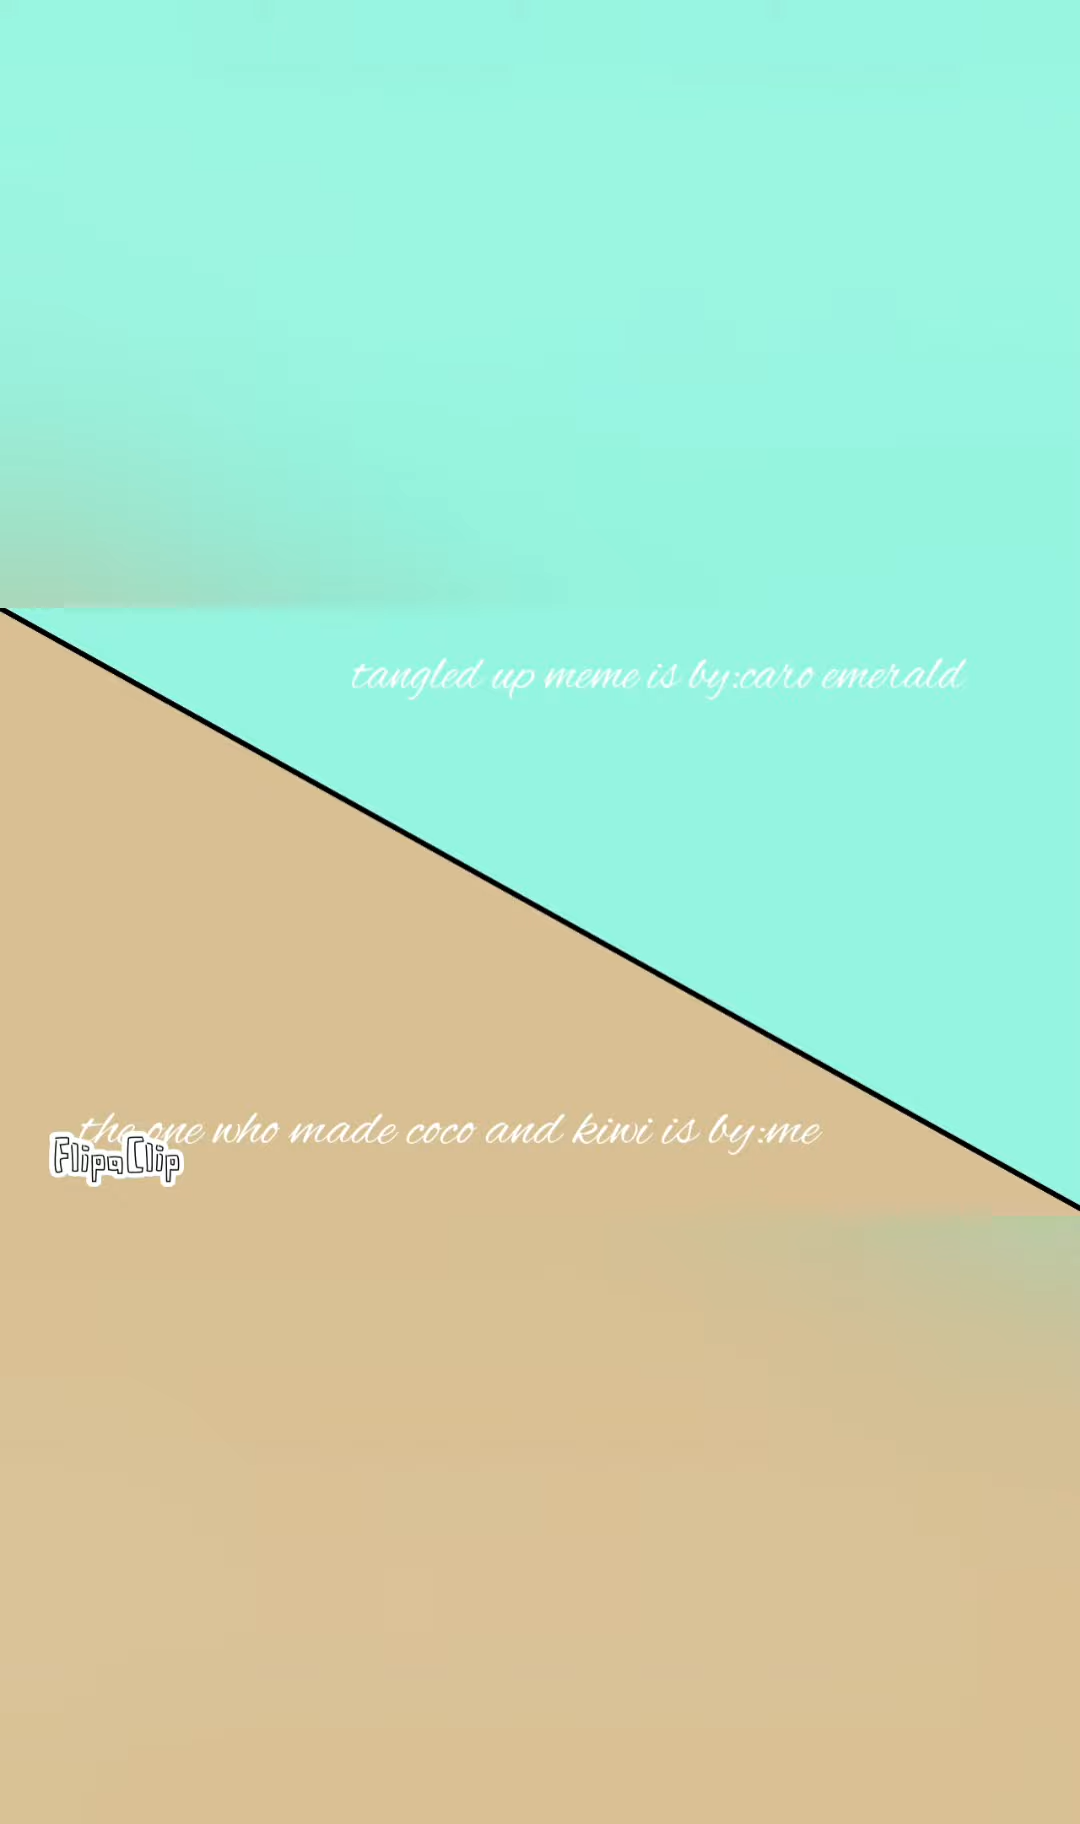 tangled up meme is by:caro emerald
the one who made coco and kiwi is by:me
FlipaClip